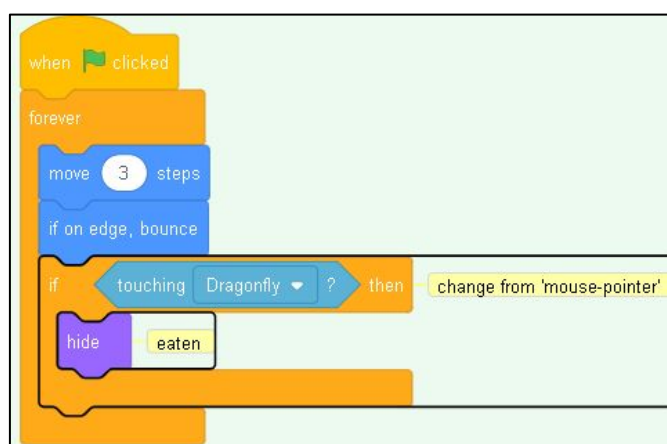 when clicked
forever
move 3 steps
if on edge, bounce
if touching Dragonfly ? then change from 'mouse-pointer'
hide eaten